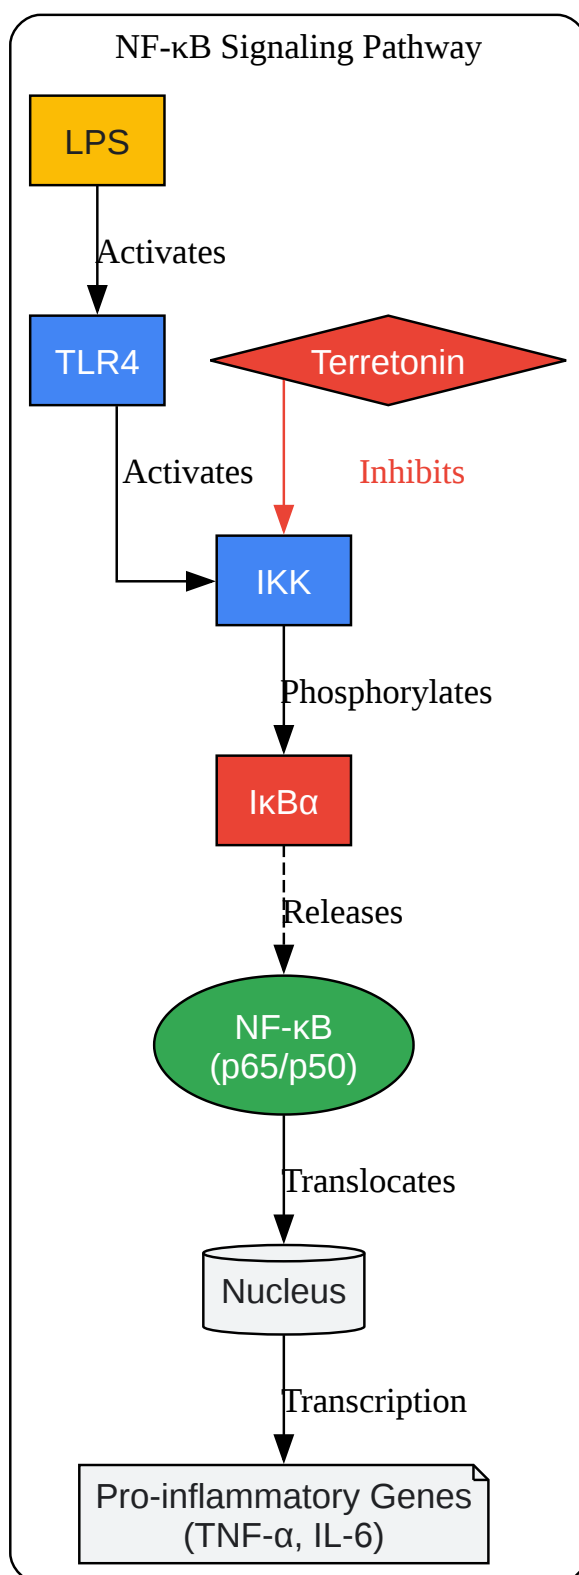 NF-κB Signaling Pathway
LPS
Activates
TLR4
Terretonin
Activates
Inhibits
IKK
Phosphorylates
IκBα
Releases
NF-κB
(p65/p50)
Translocates
Nucleus
Transcription
Pro-inflammatory Genes
(TNF-α, IL-6)